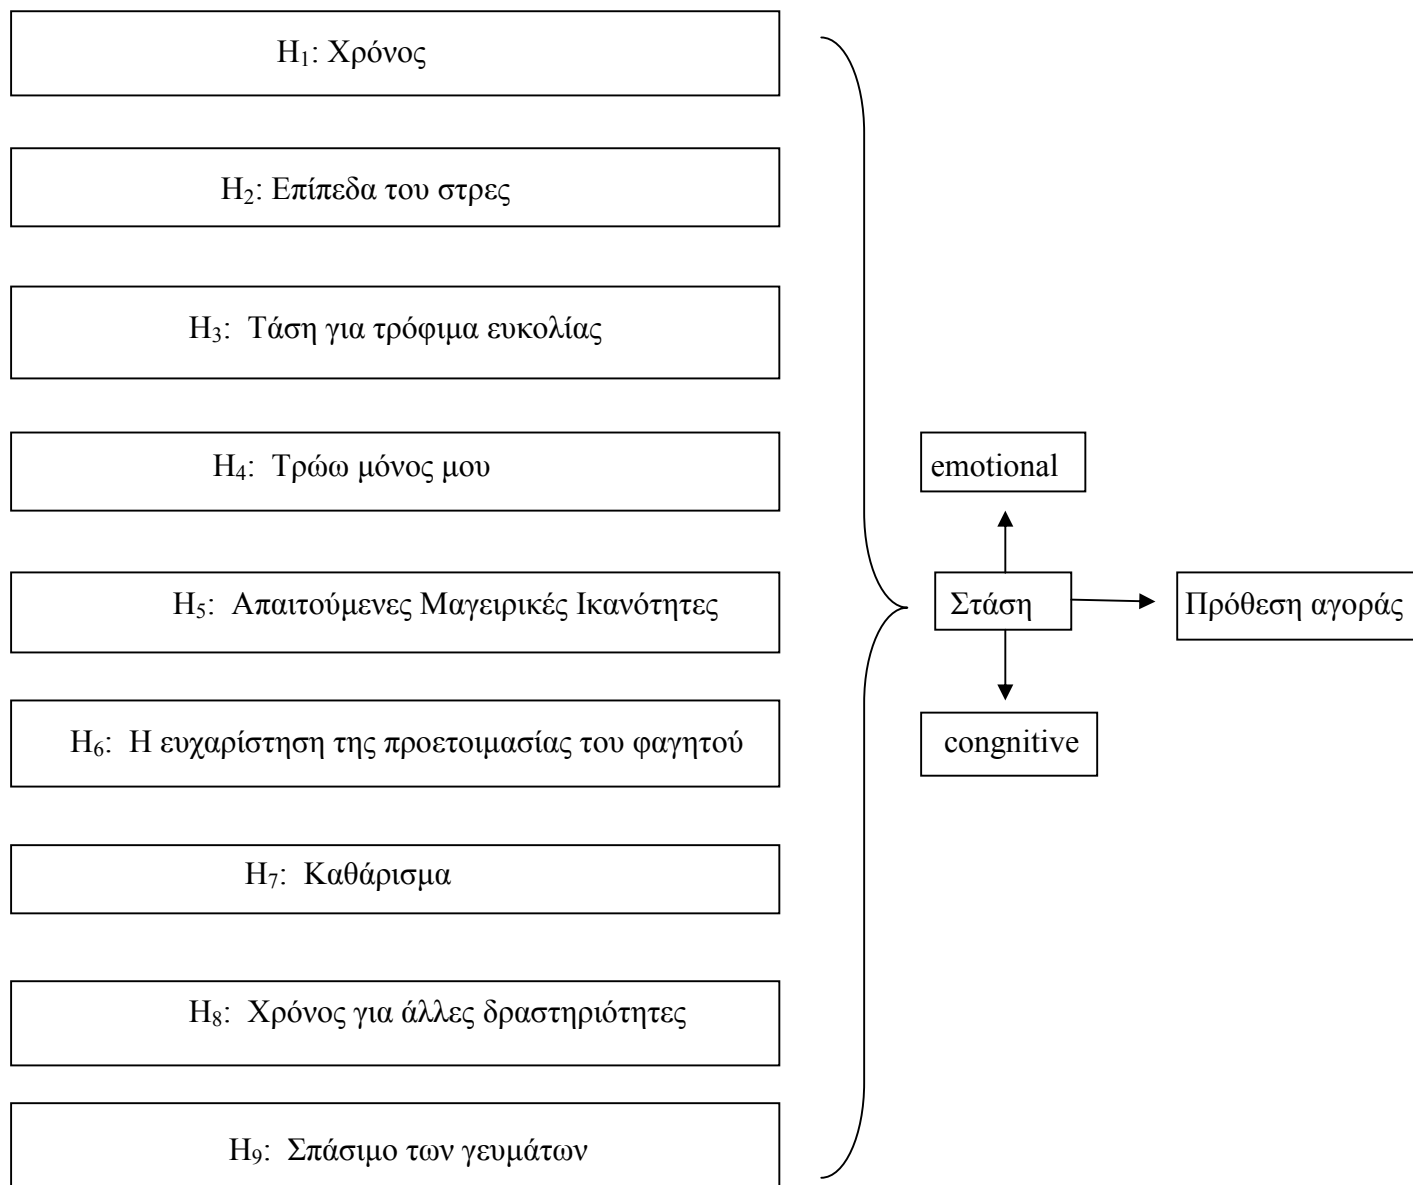 H1: Χρόνος
H2: Επίπεδα του στρες
H3: Τάση για τρόφιμα ευκολίας
H4: Τρώω μόνος μου
H5: Απαιτούμενες Μαγειρικές Ικανότητες
H6: Η ευχαρίστηση της προετοιμασίας του φαγητού
H7: Καθάρισμα
H8: Χρόνος για άλλες δραστηριότητες
H9: Σπάσιμο των γευμάτων
emotional
Στάση
Πρόθεση αγοράς
congnitive